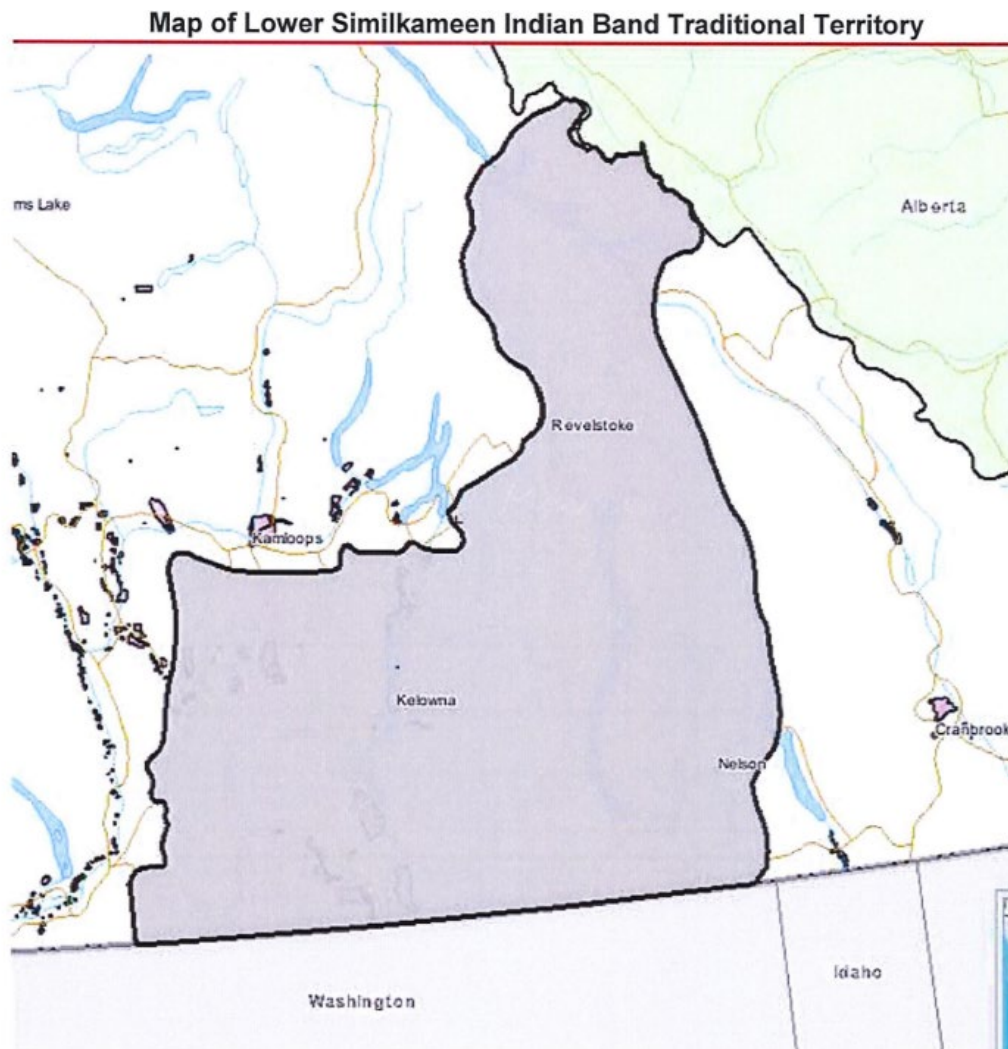 Map of Lower Similkameen Indian Band Traditional Territory
ms Lake
Alberta
Revelstoke
Kamloops
Kelowna
Nelson
Cranbrook
Idaho
Washington